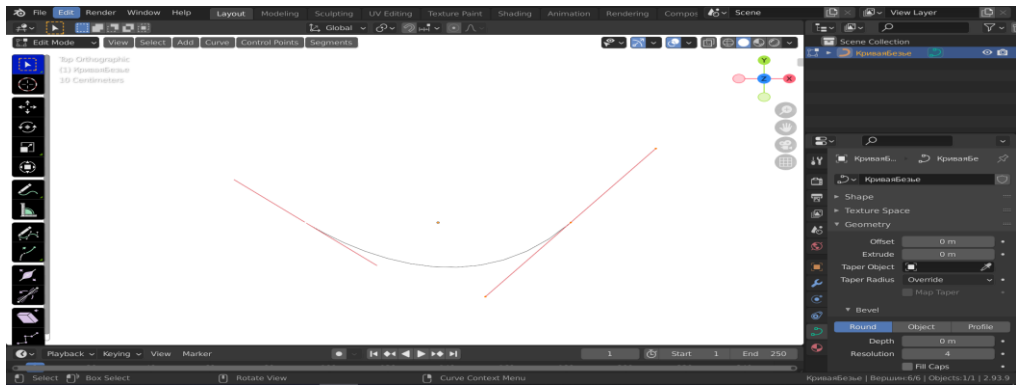 File Edit Render Window Help Layout Modeling Sculpting UV Editing Texture Paint Shading Animation Rendering Compos Scene View Layer
Global
Edit Mode View Select Add Curve Control Points Segments
Scene Collection
КриваяБезье
Top Orthographic
(1) КриваяБезье
10 Centimeters
Y
Z X
КриваяБ... КриваяБе
КриваяБезье
Shape
Texture Space
Geometry
Offset 0 m
Extrude 0 m
Taper Object
Taper Radius Override
Map Taper
Bevel
Round Object Profile
Depth 0 m
Resolution 4
Fill Caps
Playback Keying View Marker 1 Start 1 End 250
Select Box Select Rotate View Curve Context Menu КриваяБезье | Вершин:6/6 | Objects:1/1 | 2.93.9